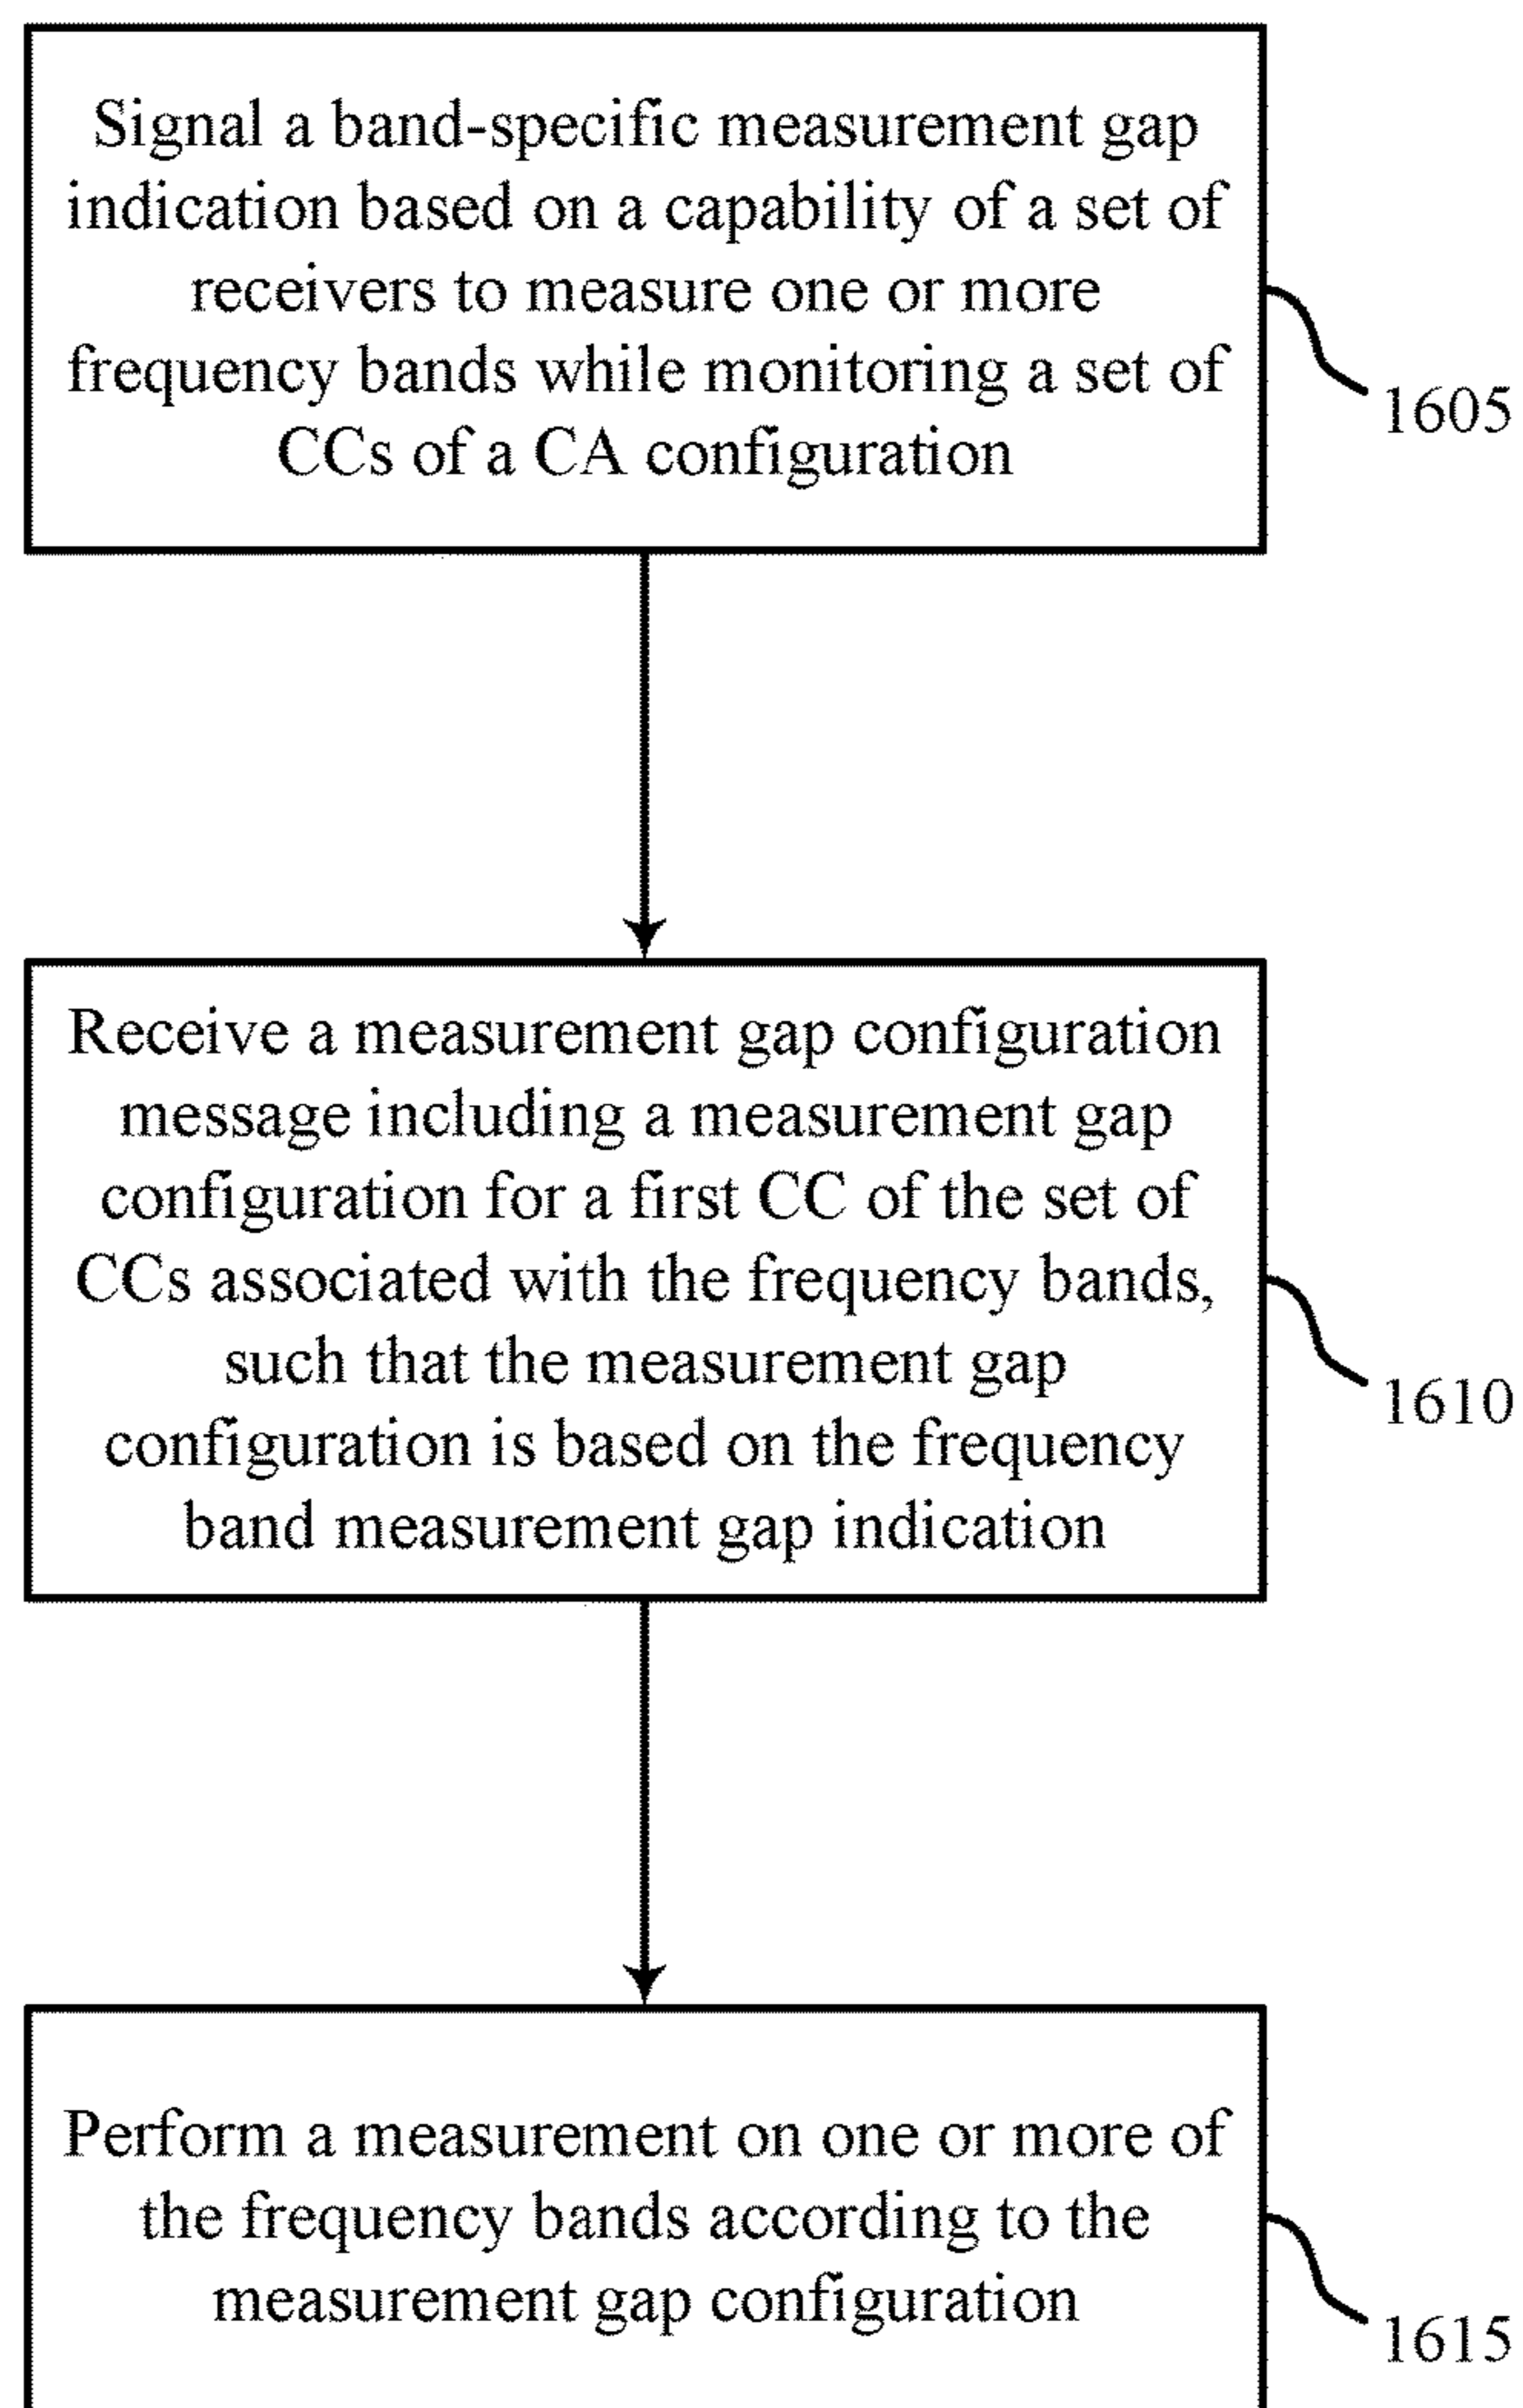 Signal a band-specific measurement gap
indication based on a capability of a set of
receivers to measure one or more
frequency bands while monitoring a set of
CCs of a CA configuration
1605
Receive a measurement gap configuration
message including a measurement gap
configuration for a first CC of the set of
CCs associated with the frequency bands,
such that the measurement gap
configuration is based on the frequency
band measurement gap indication
1610
Perform a measurement on one or more of
the frequency bands according to the
measurement gap configuration
1615